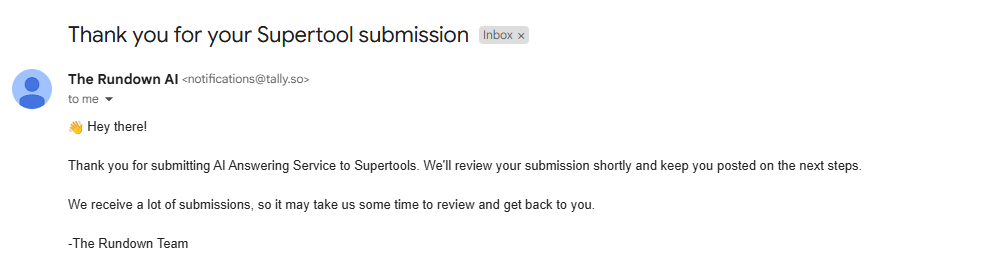 Thank you for your Supertool submission Inbox ×
The Rundown AI <notifications@tally.so>
to me
👋 Hey there!
Thank you for submitting AI Answering Service to Supertools. We'll review your submission shortly and keep you posted on the next steps.
We receive a lot of submissions, so it may take us some time to review and get back to you.
-The Rundown Team